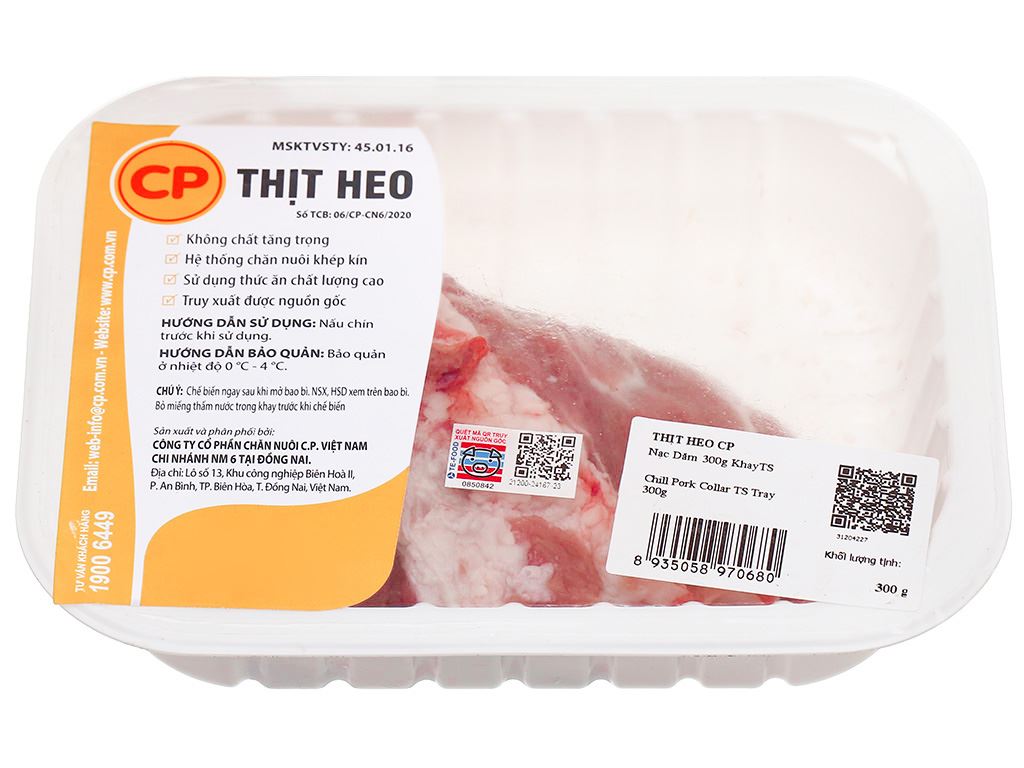 MSKTVSTY: 45.01.16
CP
THỊT HEO
Số TCB: 06/CP-CN6/2020
Không chất tăng trọng
Hệ thống chăn nuôi khép kín
Sử dụng thức ăn chất lượng cao
Truy xuất được nguồn gốc
HƯỚNG DẪN SỬ DỤNG: Nấu chín
trước khi sử dụng.
HƯỚNG DẪN BẢO QUẢN: Bảo quản
ở nhiệt độ 0 °C - 4 °C.
CHÚ Ý: Chế biến ngay sau khi mở bao bì. NSX, HSD xem trên bao bì.
Bỏ miếng thấm nước trong khay trước khi chế biến
Sản xuất và phân phối bởi:
CÔNG TY CỔ PHẦN CHĂN NUÔI C.P. VIỆT NAM
CHI NHÁNH NM 6 TẠI ĐỒNG NAI.
Địa chỉ: Lô số 13, Khu công nghiệp Biên Hoà II,
P. An Bình, TP. Biên Hòa, T. Đồng Nai, Việt Nam.
Email: web-info@cp.com.vn - Website: www.cp.com.vn
TƯ VẤN KHÁCH HÀNG
1900 6449
QUÉT MÃ QR TRUY
XUẤT NGUỒN GỐC
TE-FOOD
0850842
21200-24167-23
THỊT HEO CP
Nạc Dăm 300g KhayTS
Chill Pork Collar TS Tray
300g
8 935058 970680
31204227
Khối lượng tịnh:
300 g